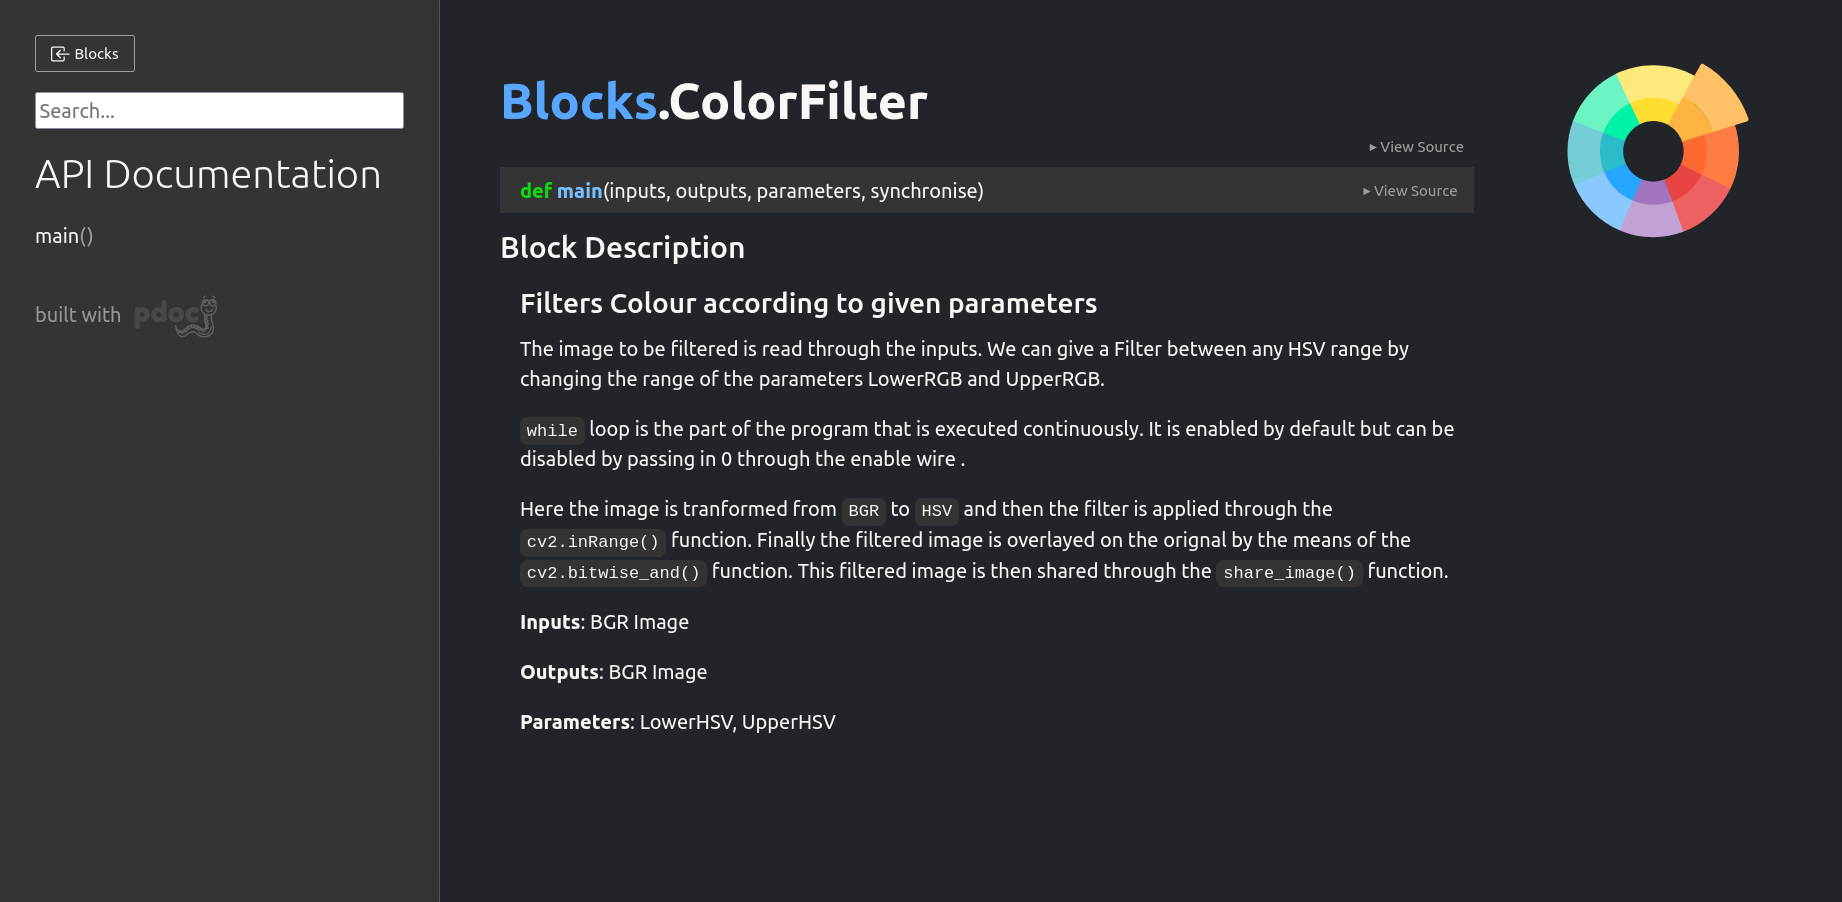 Blocks
Search...
API Documentation
main()
built with pdoc
Blocks.ColorFilter
▸ View Source
def main(inputs, outputs, parameters, synchronise)
▸ View Source
Block Description
Filters Colour according to given parameters
The image to be filtered is read through the inputs. We can give a Filter between any HSV range by
changing the range of the parameters LowerRGB and UpperRGB.
while loop is the part of the program that is executed continuously. It is enabled by default but can be
disabled by passing in 0 through the enable wire .
Here the image is tranformed from BGR to HSV and then the filter is applied through the
cv2.inRange() function. Finally the filtered image is overlayed on the orignal by the means of the
cv2.bitwise_and() function. This filtered image is then shared through the share_image() function.
Inputs: BGR Image
Outputs: BGR Image
Parameters: LowerHSV, UpperHSV